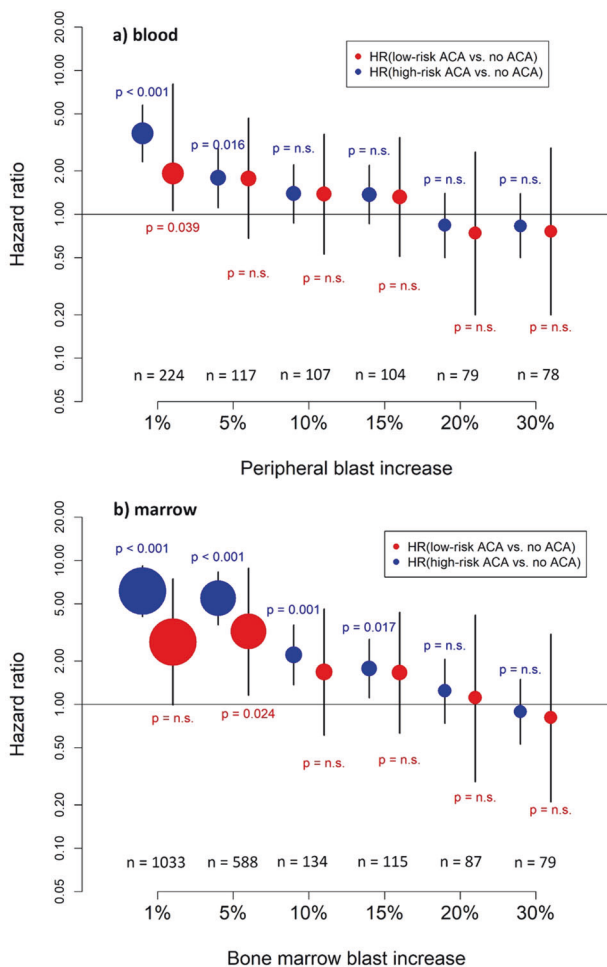 a) blood
HR(low-risk ACA vs. no ACA)
HR(high-risk ACA vs. no ACA)
Hazard ratio
20.00
10.00
5.00
2.00
1.00
0.50
0.20
0.10
0.05
p < 0.001
p = 0.016
p = n.s.
p = n.s.
p = n.s.
p = n.s.
p = 0.039
p = n.s.
p = n.s.
p = n.s.
p = n.s.
p = n.s.
n = 224
n = 117
n = 107
n = 104
n = 79
n = 78
1%
5%
10%
15%
20%
30%
Peripheral blast increase
b) marrow
HR(low-risk ACA vs. no ACA)
HR(high-risk ACA vs. no ACA)
Hazard ratio
20.00
10.00
5.00
2.00
1.00
0.50
0.20
0.10
0.05
p < 0.001
p < 0.001
p = 0.001
p = 0.017
p = n.s.
p = n.s.
p = n.s.
p = 0.024
p = n.s.
p = n.s.
p = n.s.
p = n.s.
n = 1033
n = 588
n = 134
n = 115
n = 87
n = 79
1%
5%
10%
15%
20%
30%
Bone marrow blast increase